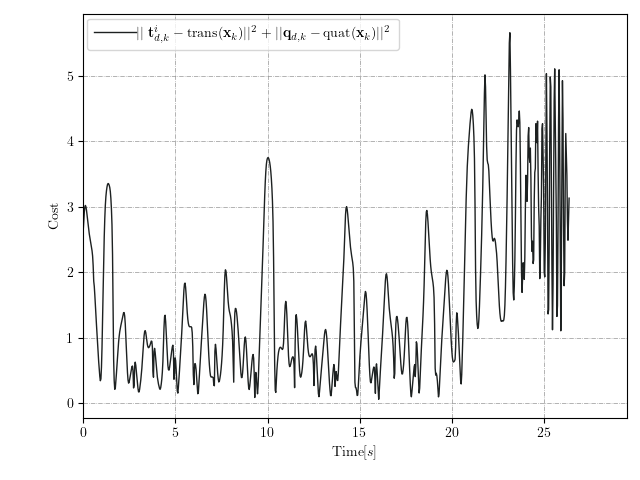 || t^i_{d,k} − trans(x_k)||² + ||q_{d,k} − quat(x_k)||²
5
4
3
2
1
0
Cost
0 5 10 15 20 25
Time[s]